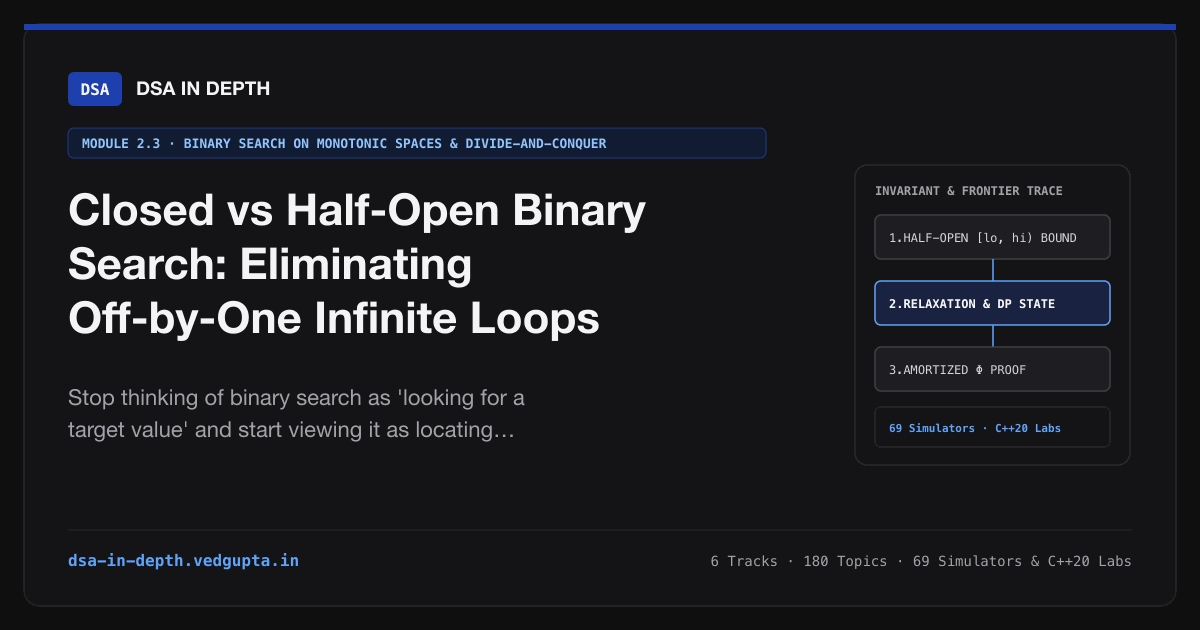 DSA
DSA IN DEPTH
MODULE 2.3 · BINARY SEARCH ON MONOTONIC SPACES & DIVIDE-AND-CONQUER
Closed vs Half-Open Binary
Search: Eliminating
Off-by-One Infinite Loops
Stop thinking of binary search as 'looking for a
target value' and start viewing it as locating…
INVARIANT & FRONTIER TRACE
1.HALF-OPEN [lo, hi) BOUND
2.RELAXATION & DP STATE
3.AMORTIZED Φ PROOF
69 Simulators · C++20 Labs
dsa-in-depth.vedgupta.in
6 Tracks · 180 Topics · 69 Simulators & C++20 Labs